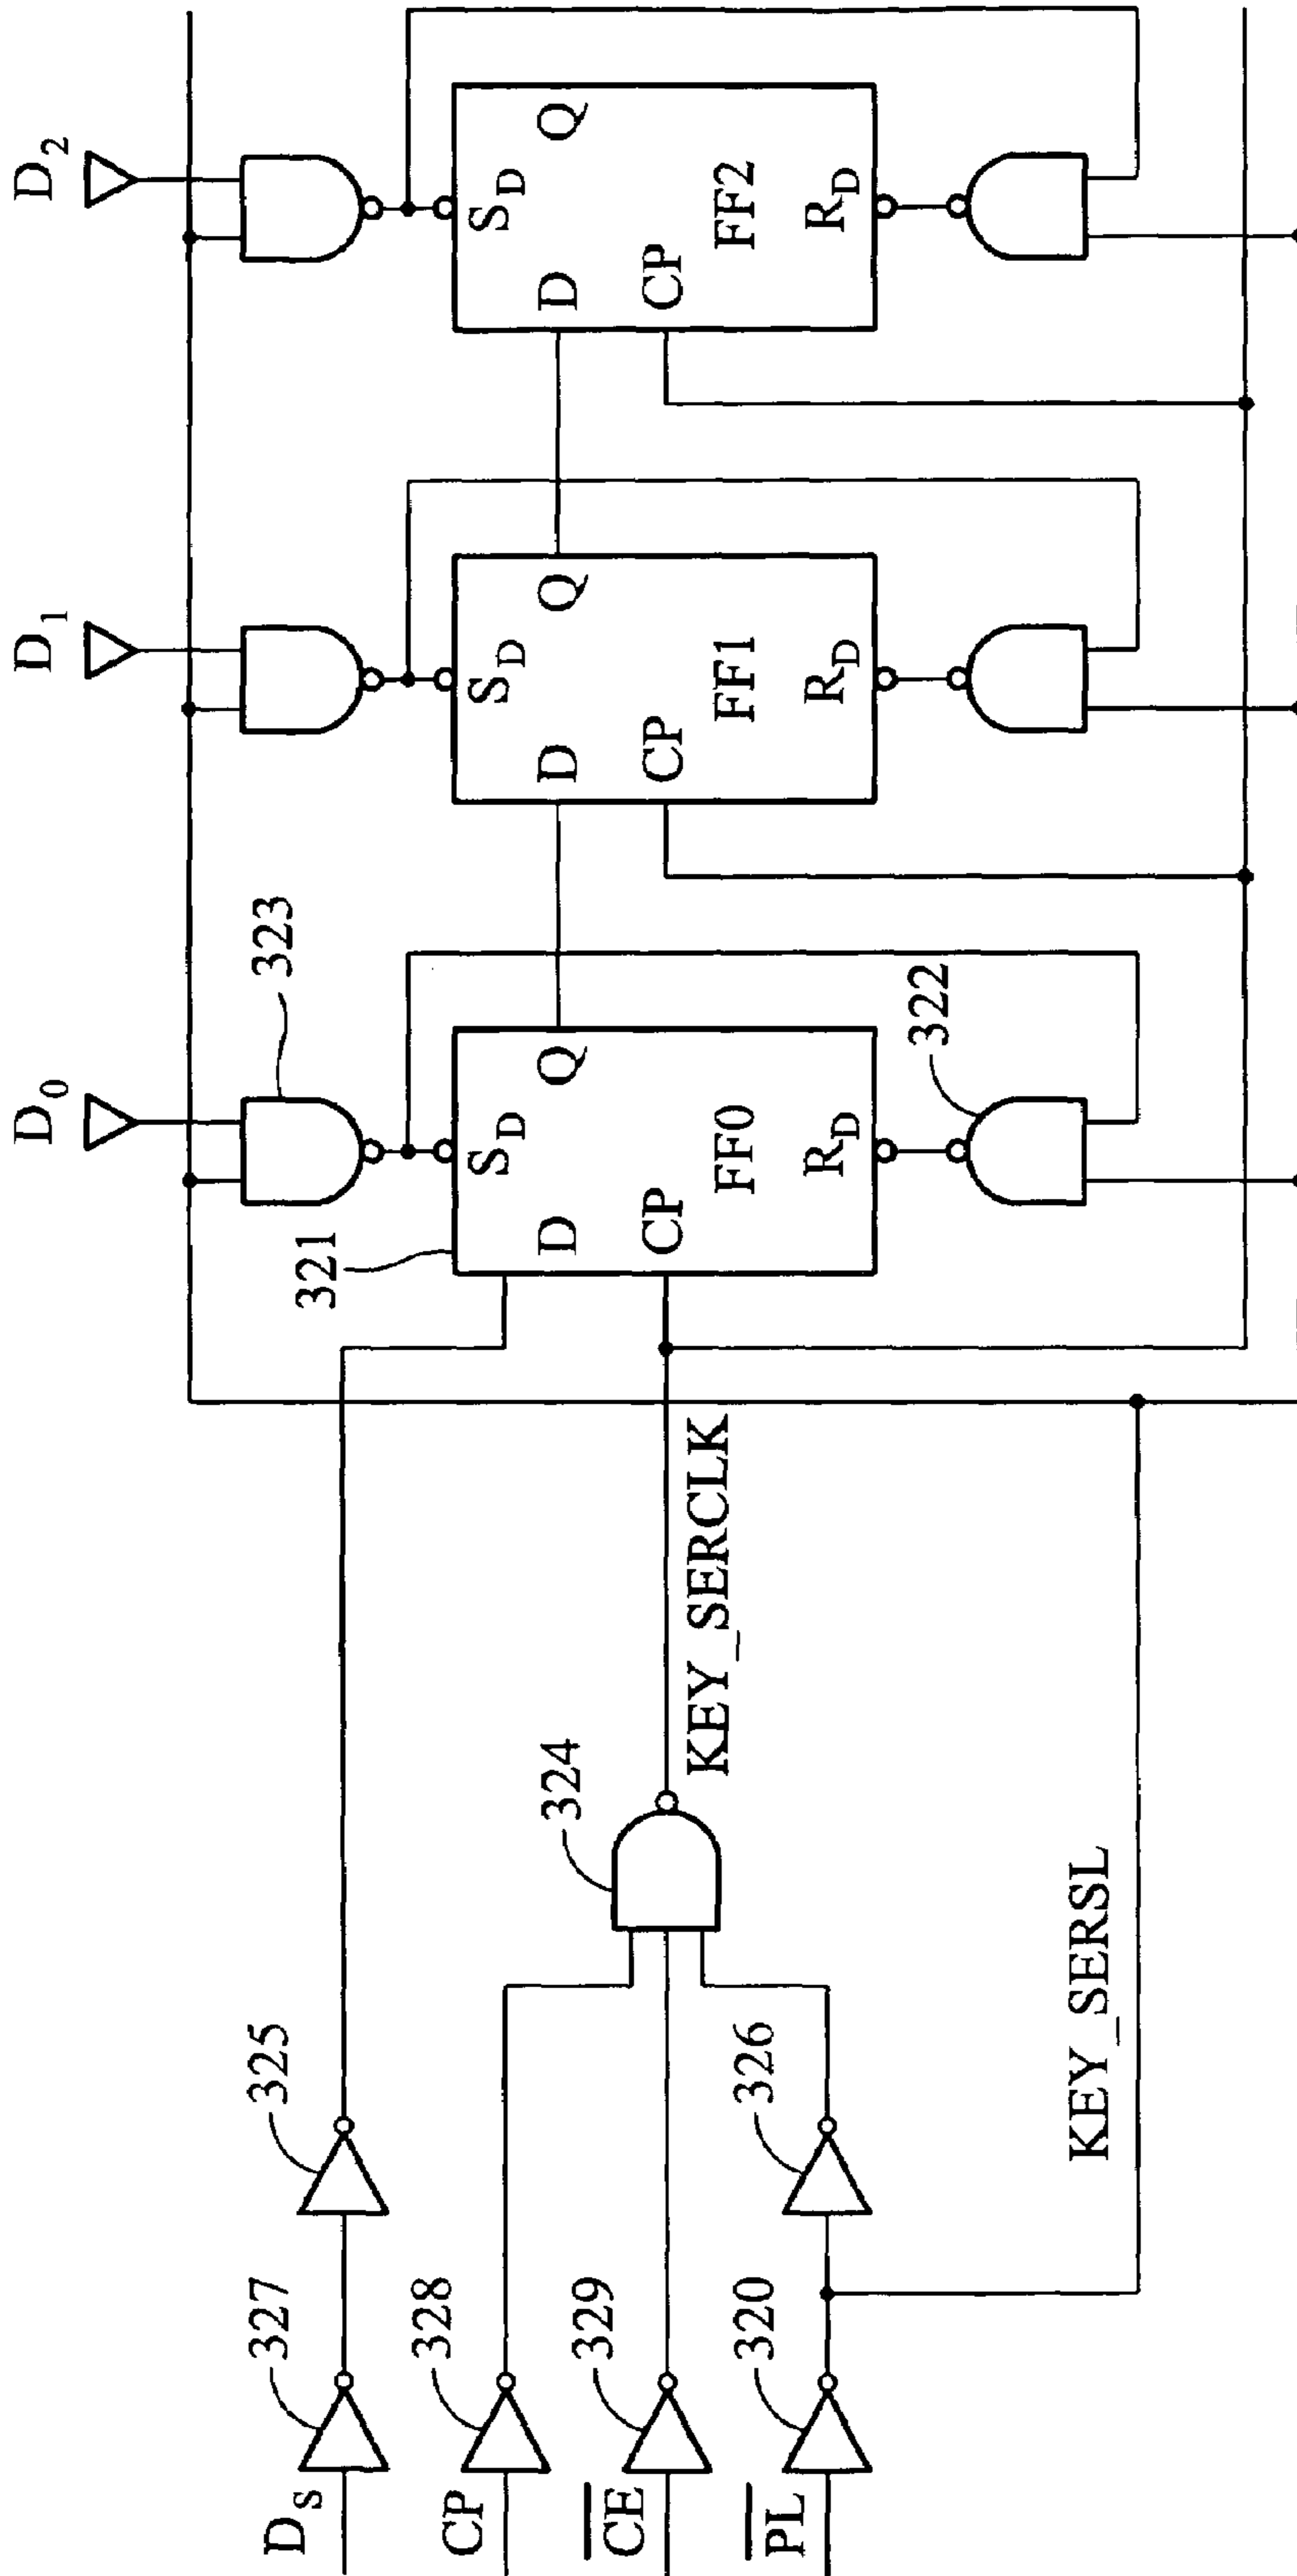 D0
D1
D2
323
321
SD
D
Q
CP
FF0
RD
322
SD
D
Q
CP
FF1
RD
SD
D
Q
CP
FF2
RD
DS
327
325
CP
328
324
CE
329
KEY_SERCLK
PL
320
326
KEY_SERSL